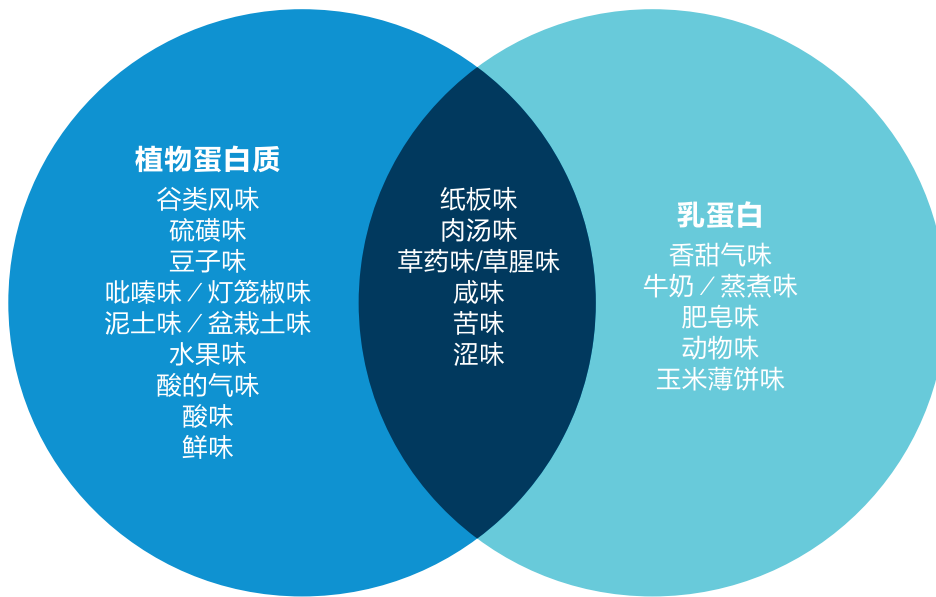 植物蛋白质
谷类风味
硫磺味
豆子味
吡嗪味／灯笼椒味
泥土味／盆栽土味
水果味
酸的气味
酸味
鲜味
纸板味
肉汤味
草药味/草腥味
咸味
苦味
涩味
乳蛋白
香甜气味
牛奶／蒸煮味
肥皂味
动物味
玉米薄饼味